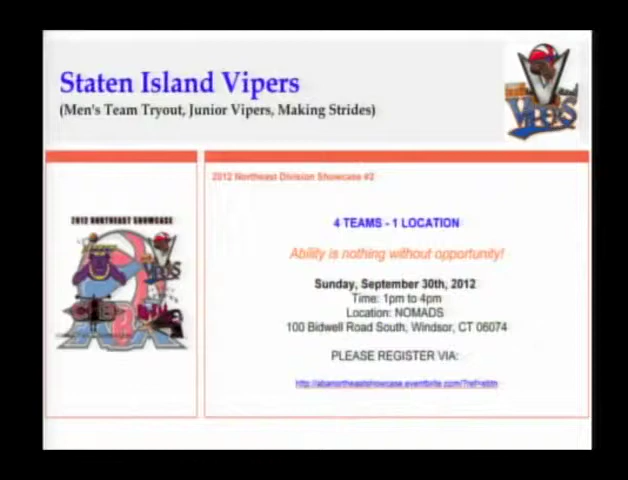 Staten Island Vipers
(Men's Team Tryout, Junior Vipers, Making Strides)
VIPERS
2012 Northeast Division Showcase #2
2012 NORTHEAST SHOWCASE
4 TEAMS - 1 LOCATION
Ability is nothing without opportunity!
Sunday, September 30th, 2012
Time: 1pm to 4pm
Location: NOMADS
100 Bidwell Road South, Windsor, CT 06074
PLEASE REGISTER VIA: